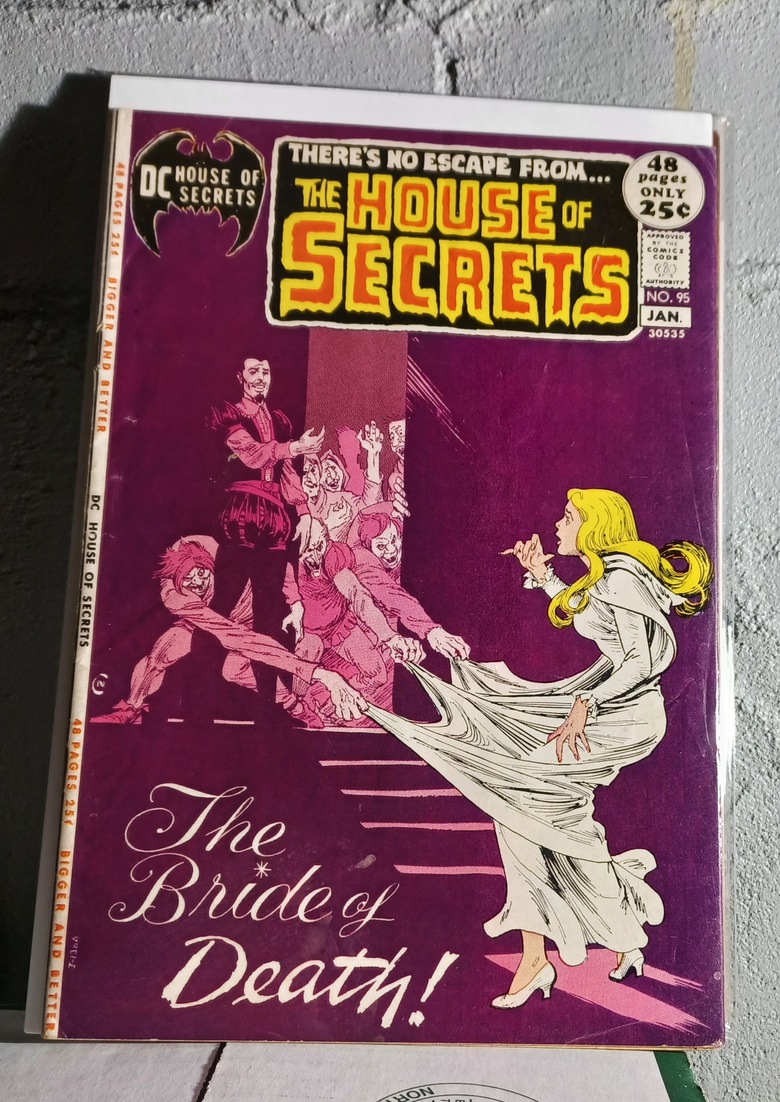 DC HOUSE OF
SECRETS
THERE'S NO ESCAPE FROM...
THE HOUSE OF
SECRETS
48
pages
ONLY
25¢
APPROVED
BY THE
COMICS
CODE
AUTHORITY
NO. 95
JAN.
30535
48 PAGES 25¢ BIGGER AND BETTER DC HOUSE OF SECRETS 48 PAGES 25¢ BIGGER AND BETTER
The
Bride of
Death!